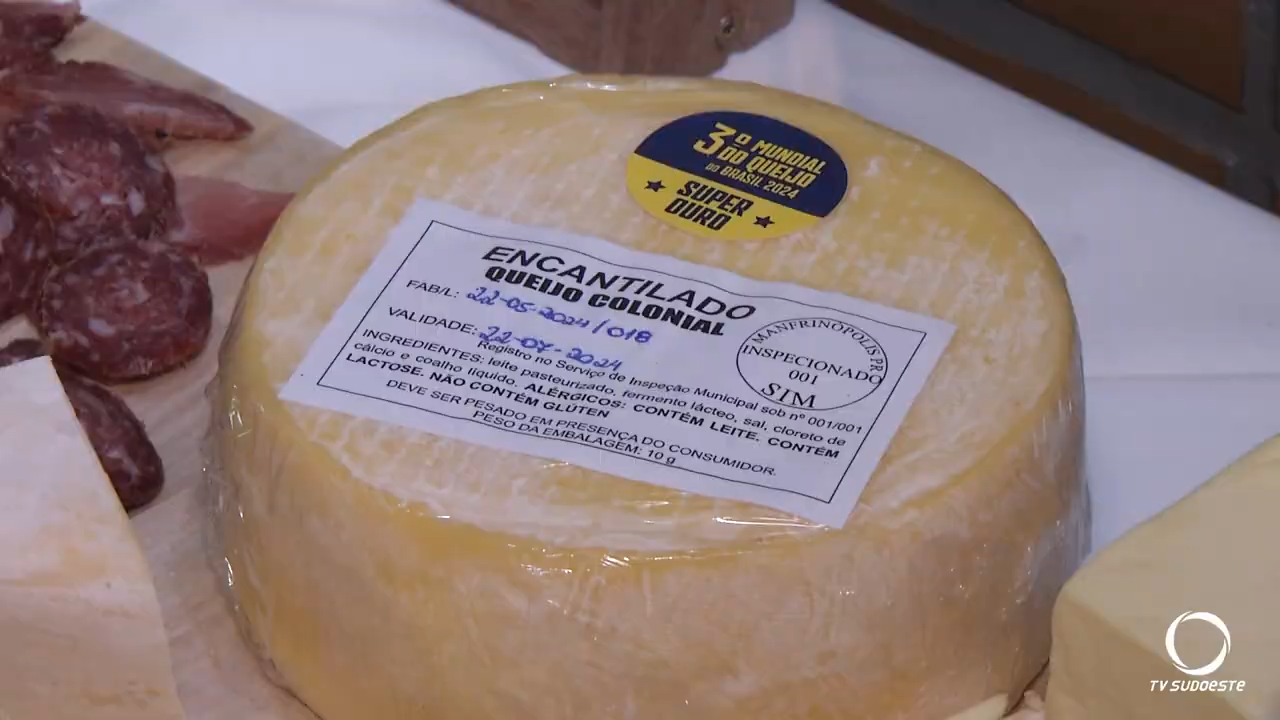 3º MUNDIAL
DO QUEIJO
DO BRASIL 2024
SUPER
OURO
ENCANTILADO
QUEIJO COLONIAL
FAB/L: 22-05-2024/018
VALIDADE: 22-07-2024
Registro no Serviço de Inspeção Municipal sob nº 001/001
INGREDIENTES: leite pasteurizado, fermento lácteo, sal, cloreto de
cálcio e coalho líquido. ALÉRGICOS: CONTÉM LEITE. CONTÉM
LACTOSE. NÃO CONTÉM GLÚTEN
DEVE SER PESADO EM PRESENÇA DO CONSUMIDOR.
PESO DA EMBALAGEM: 10 g
MANFRINÓPOLIS PR
INSPECIONADO
001
SIM
TV SUDOESTE